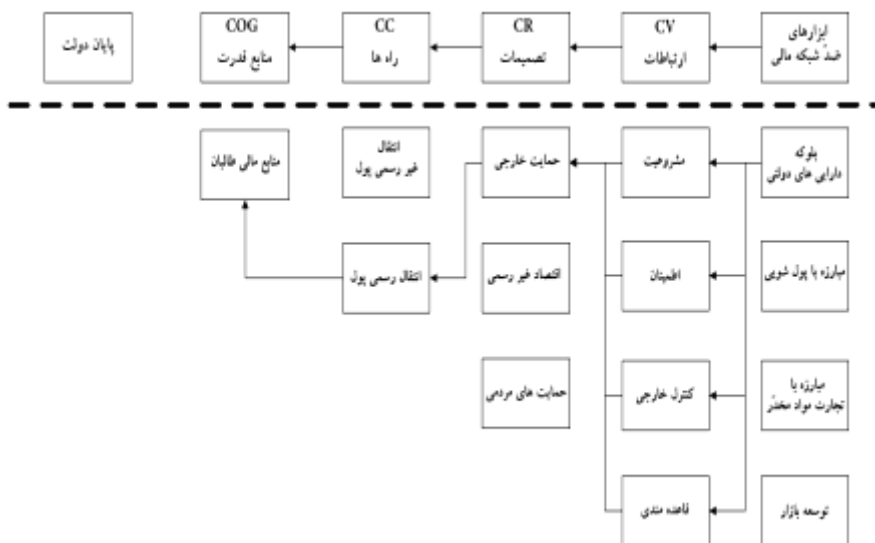 ابزارهای
ضدّ شبکه مالی
CV
ارتباطات
CR
تصمیمات
CC
راه ها
COG
منابع قدرت
پایان دولت
بلوکه
دارایی های دولتی
مشروعیت
حمایت خارجی
انتقال
غیر رسمی پول
منابع مالی طالبان
مبارزه با پول شویی
اطمینان
اقتصاد غیر رسمی
انتقال رسمی پول
مبارزه با
تجارت مواد مخدّر
کنترل خارجی
حمایت های مردمی
توسعه بازار
قاعده مندی